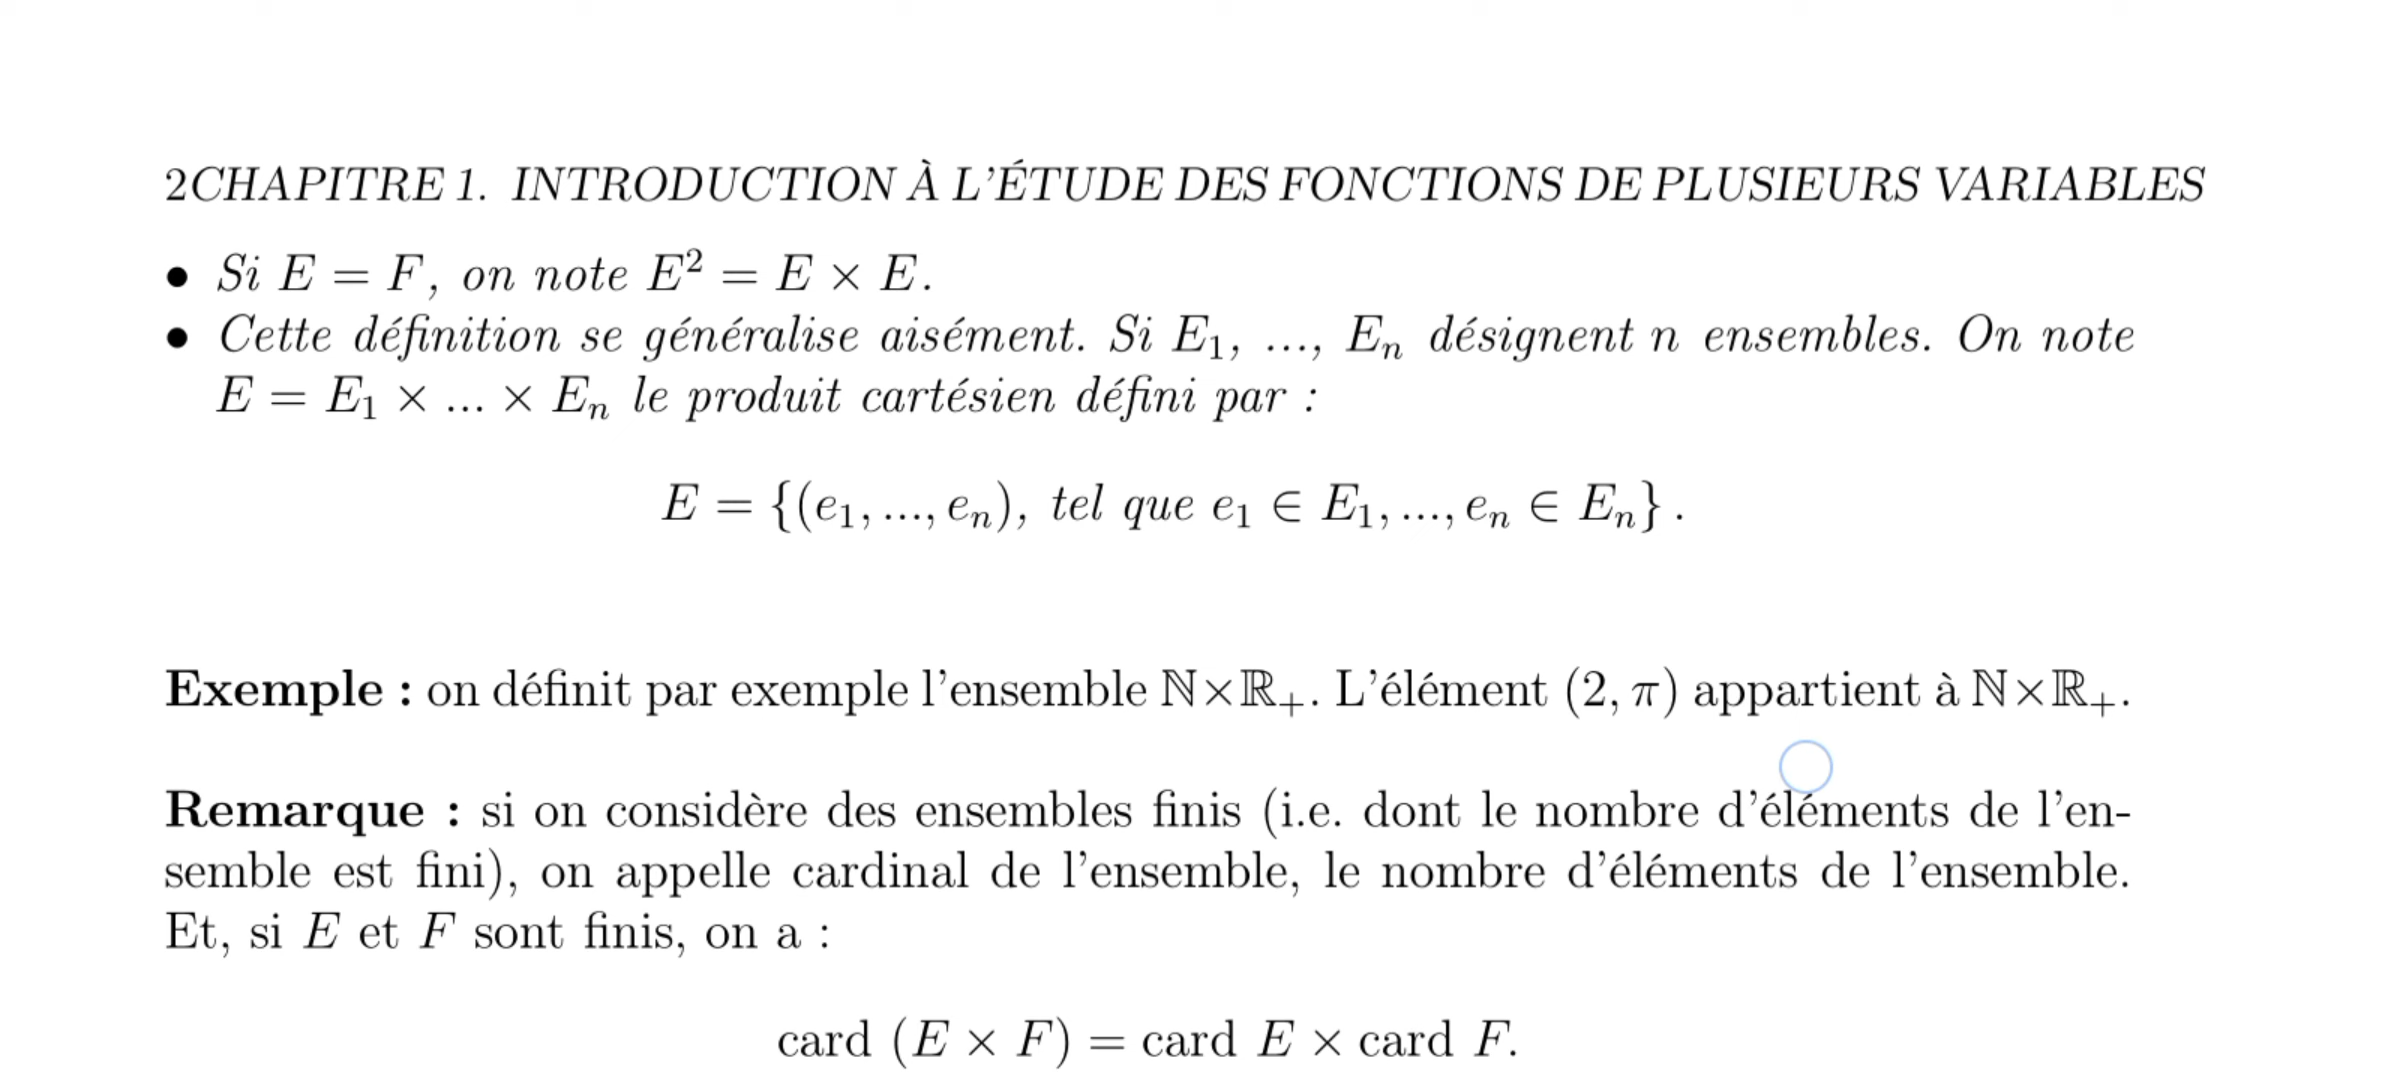 2CHAPITRE 1. INTRODUCTION À L'ÉTUDE DES FONCTIONS DE PLUSIEURS VARIABLES
• Si E = F, on note E² = E × E.
• Cette définition se généralise aisément. Si E₁, ..., Eₙ désignent n ensembles. On note
E = E₁ × ... × Eₙ le produit cartésien défini par :
E = {(e₁, ..., eₙ), tel que e₁ ∈ E₁, ..., eₙ ∈ Eₙ} .
Exemple : on définit par exemple l'ensemble ℕ×ℝ₊. L'élément (2, π) appartient à ℕ×ℝ₊.
Remarque : si on considère des ensembles finis (i.e. dont le nombre d'éléments de l'en-
semble est fini), on appelle cardinal de l'ensemble, le nombre d'éléments de l'ensemble.
Et, si E et F sont finis, on a :
card (E × F) = card E × card F.